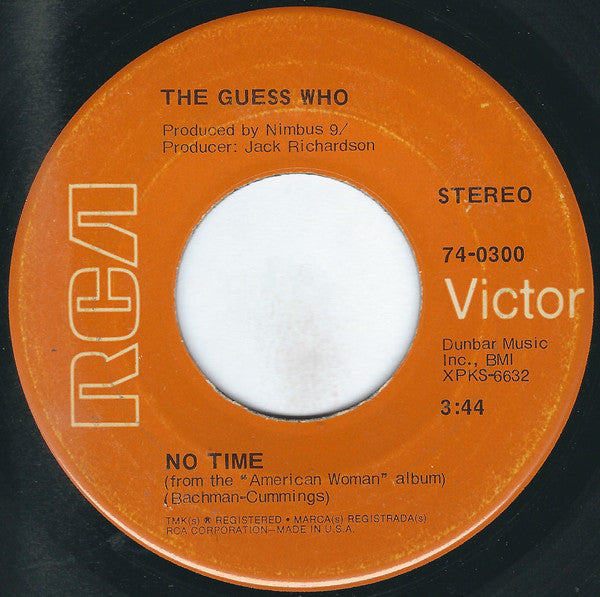 THE GUESS WHO
Produced by Nimbus 9/
Producer: Jack Richardson
RCA
STEREO
74-0300
Victor
Dunbar Music
Inc., BMI
XPKS-6632
3:44
NO TIME
(from the "American Woman" album)
(Bachman-Cummings)
TMK(s) ® REGISTERED • MARCA(s) REGISTRADA(s)
RCA CORPORATION—MADE IN U.S.A.